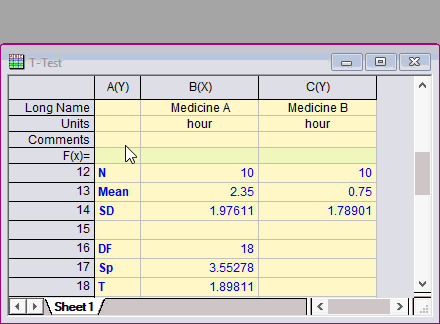 T-Test
A(Y) B(X) C(Y)
Long Name Medicine A Medicine B
Units hour hour
Comments
F(x)=
12 N 10 10
13 Mean 2.35 0.75
14 SD 1.97611 1.78901
15
16 DF 18
17 Sp 3.55278
18 T 1.89811
Sheet1